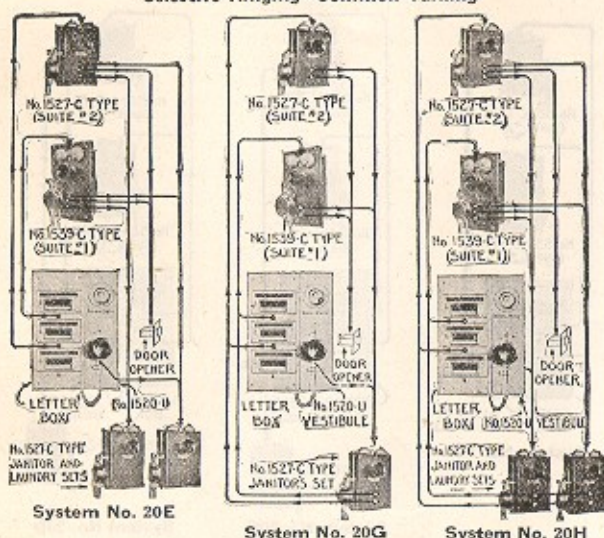 Selective Ringing—Common Talking
No. 1527-C TYPE
(SUITE #2)
No. 1539-C TYPE
(SUITE #1)
DOOR
OPENER
LETTER
BOX
No. 1520-U
No. 1527-C TYPE
JANITOR AND
LAUNDRY SETS
System No. 20E
No. 1527-C TYPE
(SUITE #2)
No. 1539-C TYPE
(SUITE #1)
DOOR
OPENER
LETTER
BOX
No. 1520-U
VESTIBULE
No. 1527-C TYPE
JANITOR'S SET
System No. 20G
No. 1527-C TYPE
(SUITE #2)
No. 1539-C TYPE
(SUITE #1)
DOOR
OPENER
LETTER
BOX
No. 1520 U VESTIBULE
No. 1527-C TYPE
JANITOR AND
LAUNDRY SETS
System No. 20H